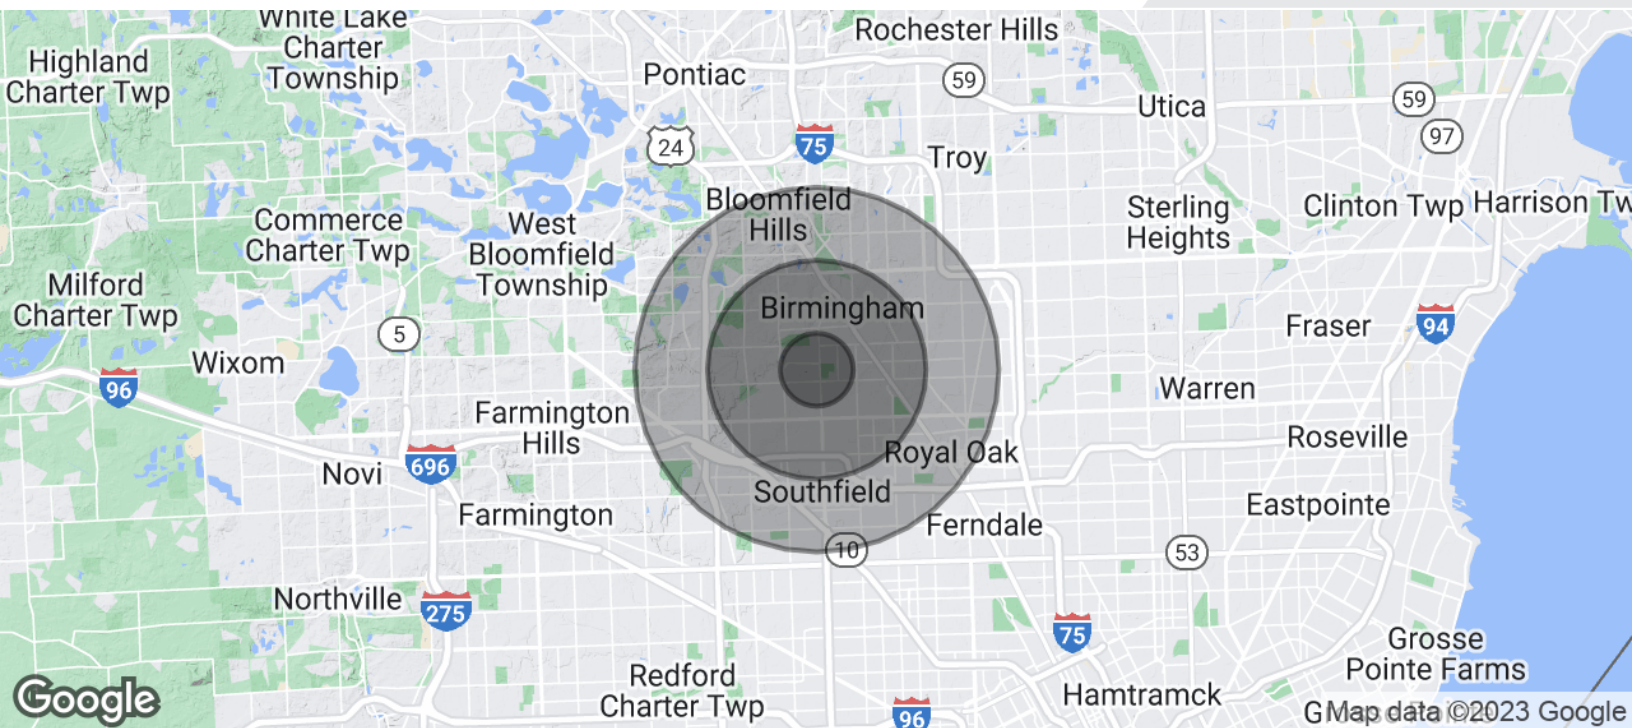 White Lake
Charter
Township
Rochester Hills
Highland
Charter Twp
Pontiac
59
59
Utica
97
24
75
Troy
Bloomfield
Hills
Commerce
Charter Twp
West
Bloomfield
Township
Sterling
Heights
Clinton Twp
Harrison Tw
Milford
Charter Twp
Birmingham
5
Fraser
94
Wixom
96
Warren
Farmington
Hills
Roseville
Royal Oak
696
Novi
Southfield
Eastpointe
Farmington
Ferndale
10
53
Northville
275
75
Grosse
Pointe Farms
Redford
Charter Twp
Hamtramck
96
Google
Map data ©2023 Google